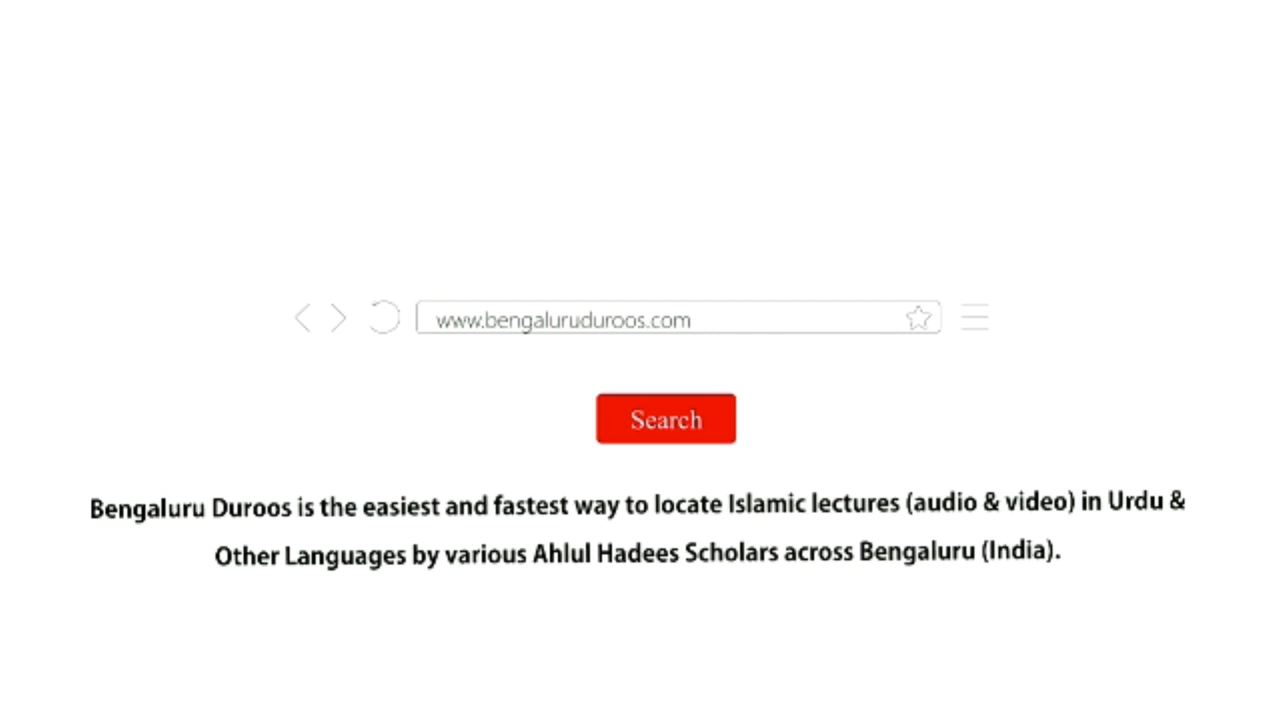 www.bengaluruduroos.com
Search
Bengaluru Duroos is the easiest and fastest way to locate Islamic lectures (audio & video) in Urdu &
Other Languages by various Ahlul Hadees Scholars across Bengaluru (India).